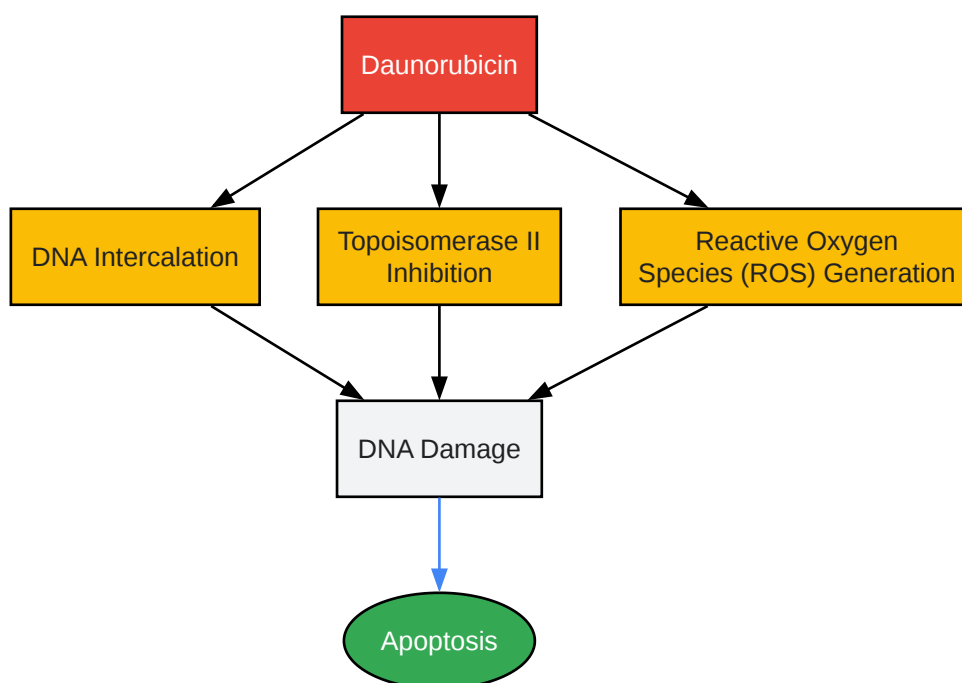 Daunorubicin
DNA Intercalation
Topoisomerase II
Inhibition
Reactive Oxygen
Species (ROS) Generation
DNA Damage
Apoptosis